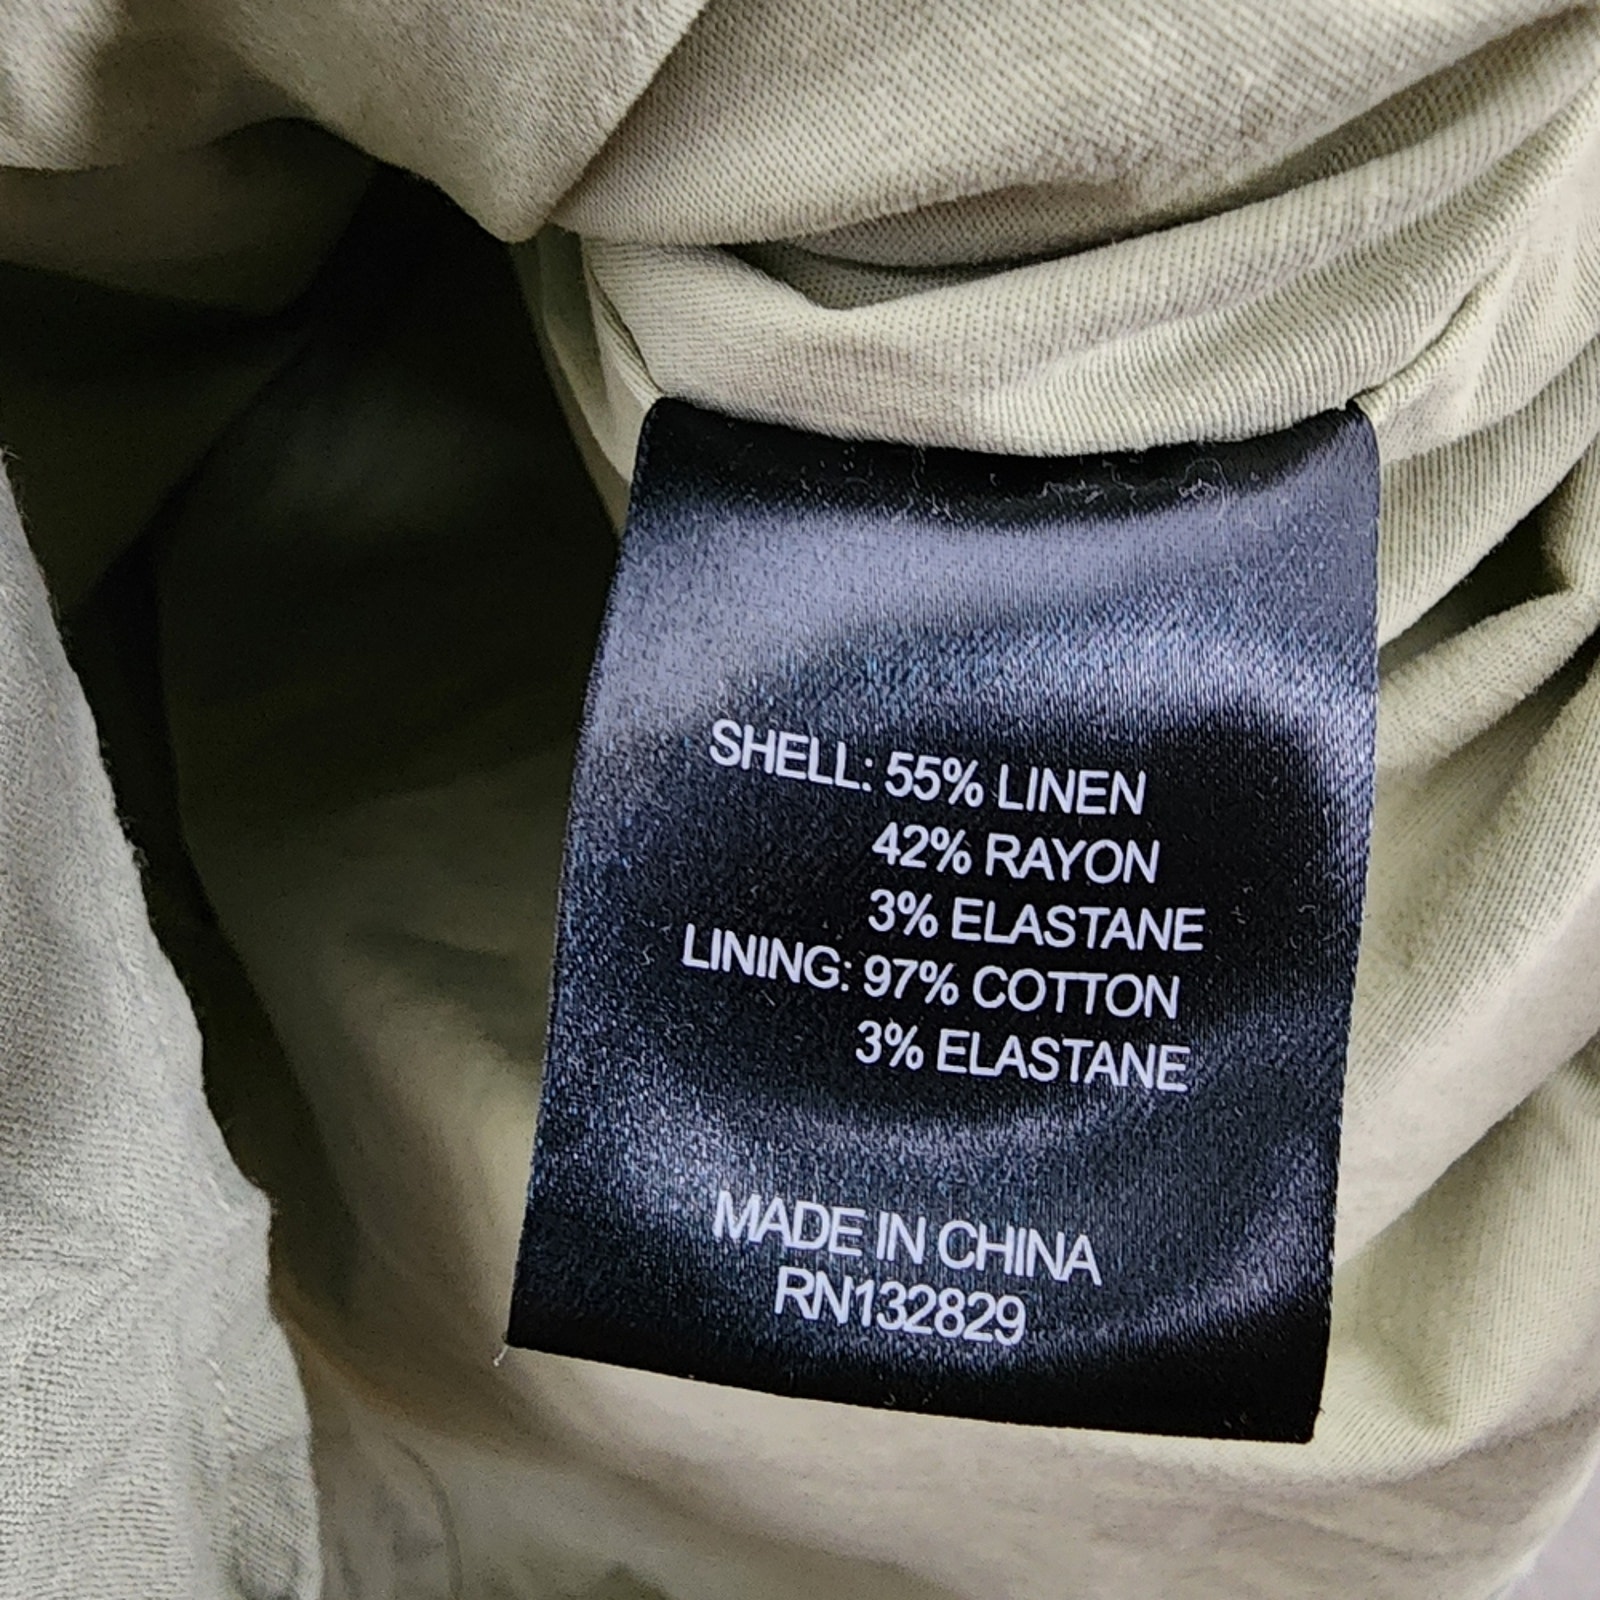 SHELL: 55% LINEN
42% RAYON
3% ELASTANE
LINING: 97% COTTON
3% ELASTANE
MADE IN CHINA
RN132829